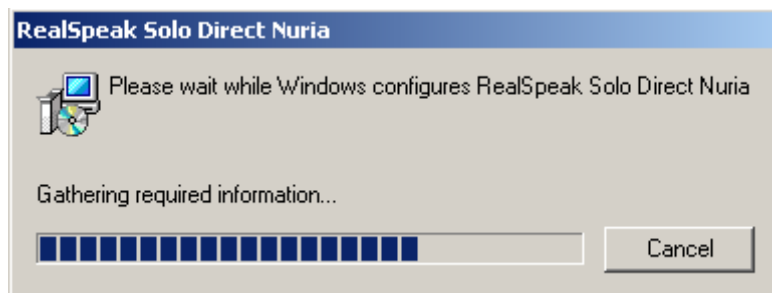 RealSpeak Solo Direct Nuria
Please wait while Windows configures RealSpeak Solo Direct Nuria
Gathering required information...
Cancel